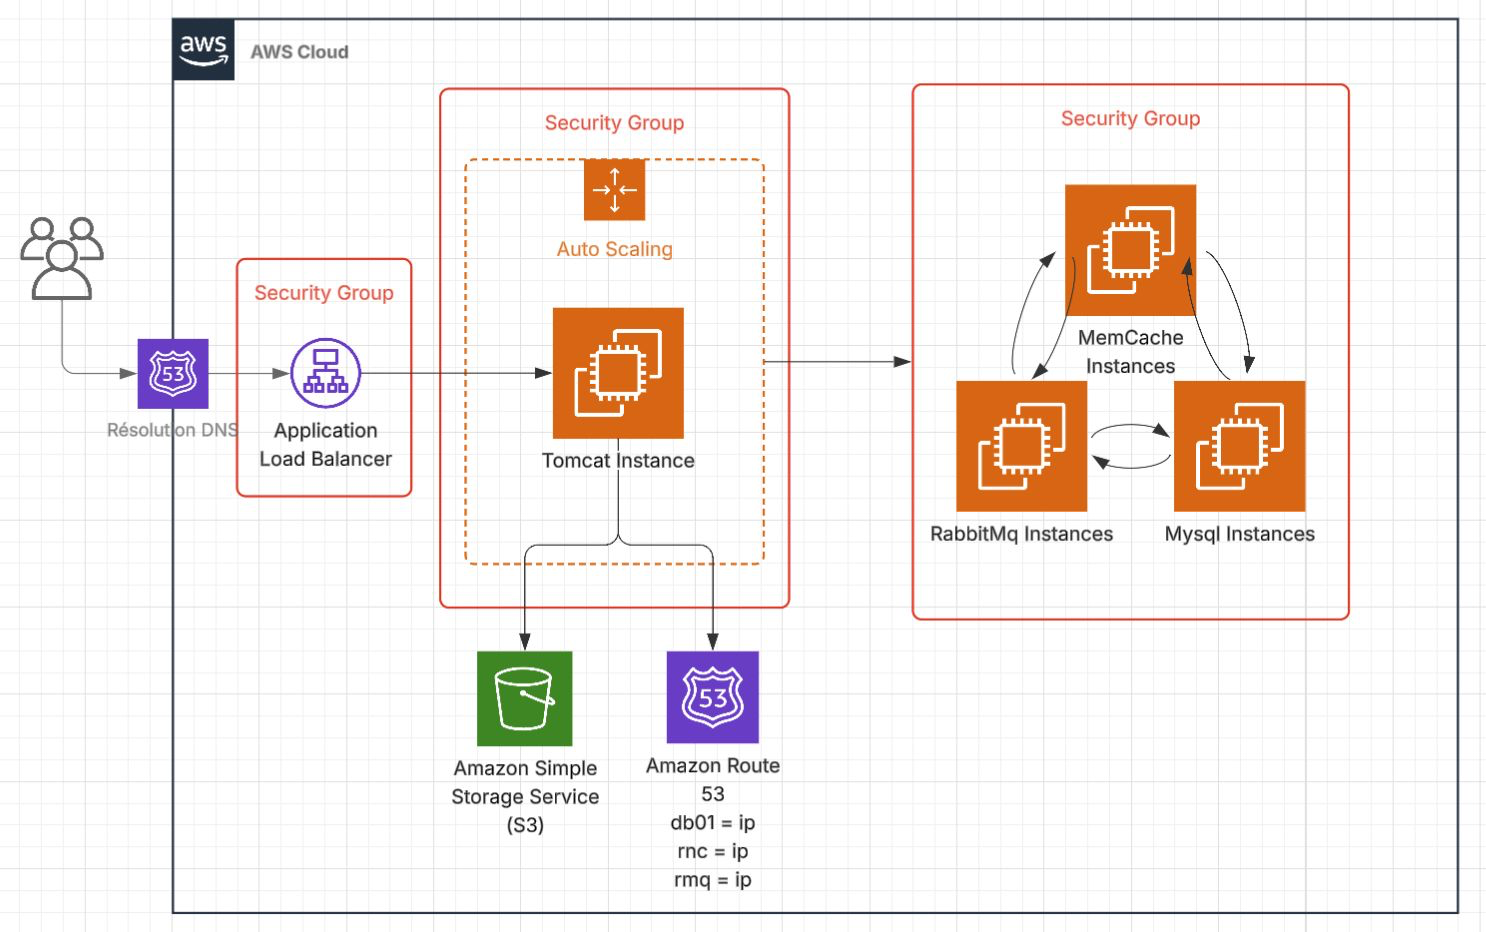 aws
AWS Cloud
Security Group
Security Group
Auto Scaling
Security Group
MemCache
Instances
53
Résolution DNS
Application
Load Balancer
Tomcat Instance
RabbitMq Instances
Mysql Instances
Amazon Simple
Storage Service
(S3)
53
Amazon Route
53
db01 = ip
rnc = ip
rmq = ip